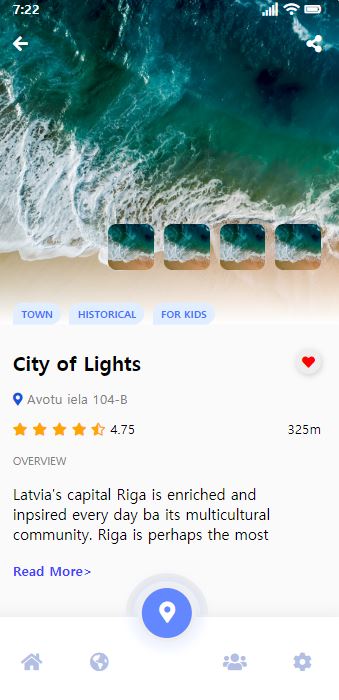 7:22
TOWN HISTORICAL FOR KIDS
City of Lights
Avotu iela 104-B
4.75 325m
OVERVIEW
Latvia's capital Riga is enriched and
inpsired every day ba its multicultural
community. Riga is perhaps the most
Read More>